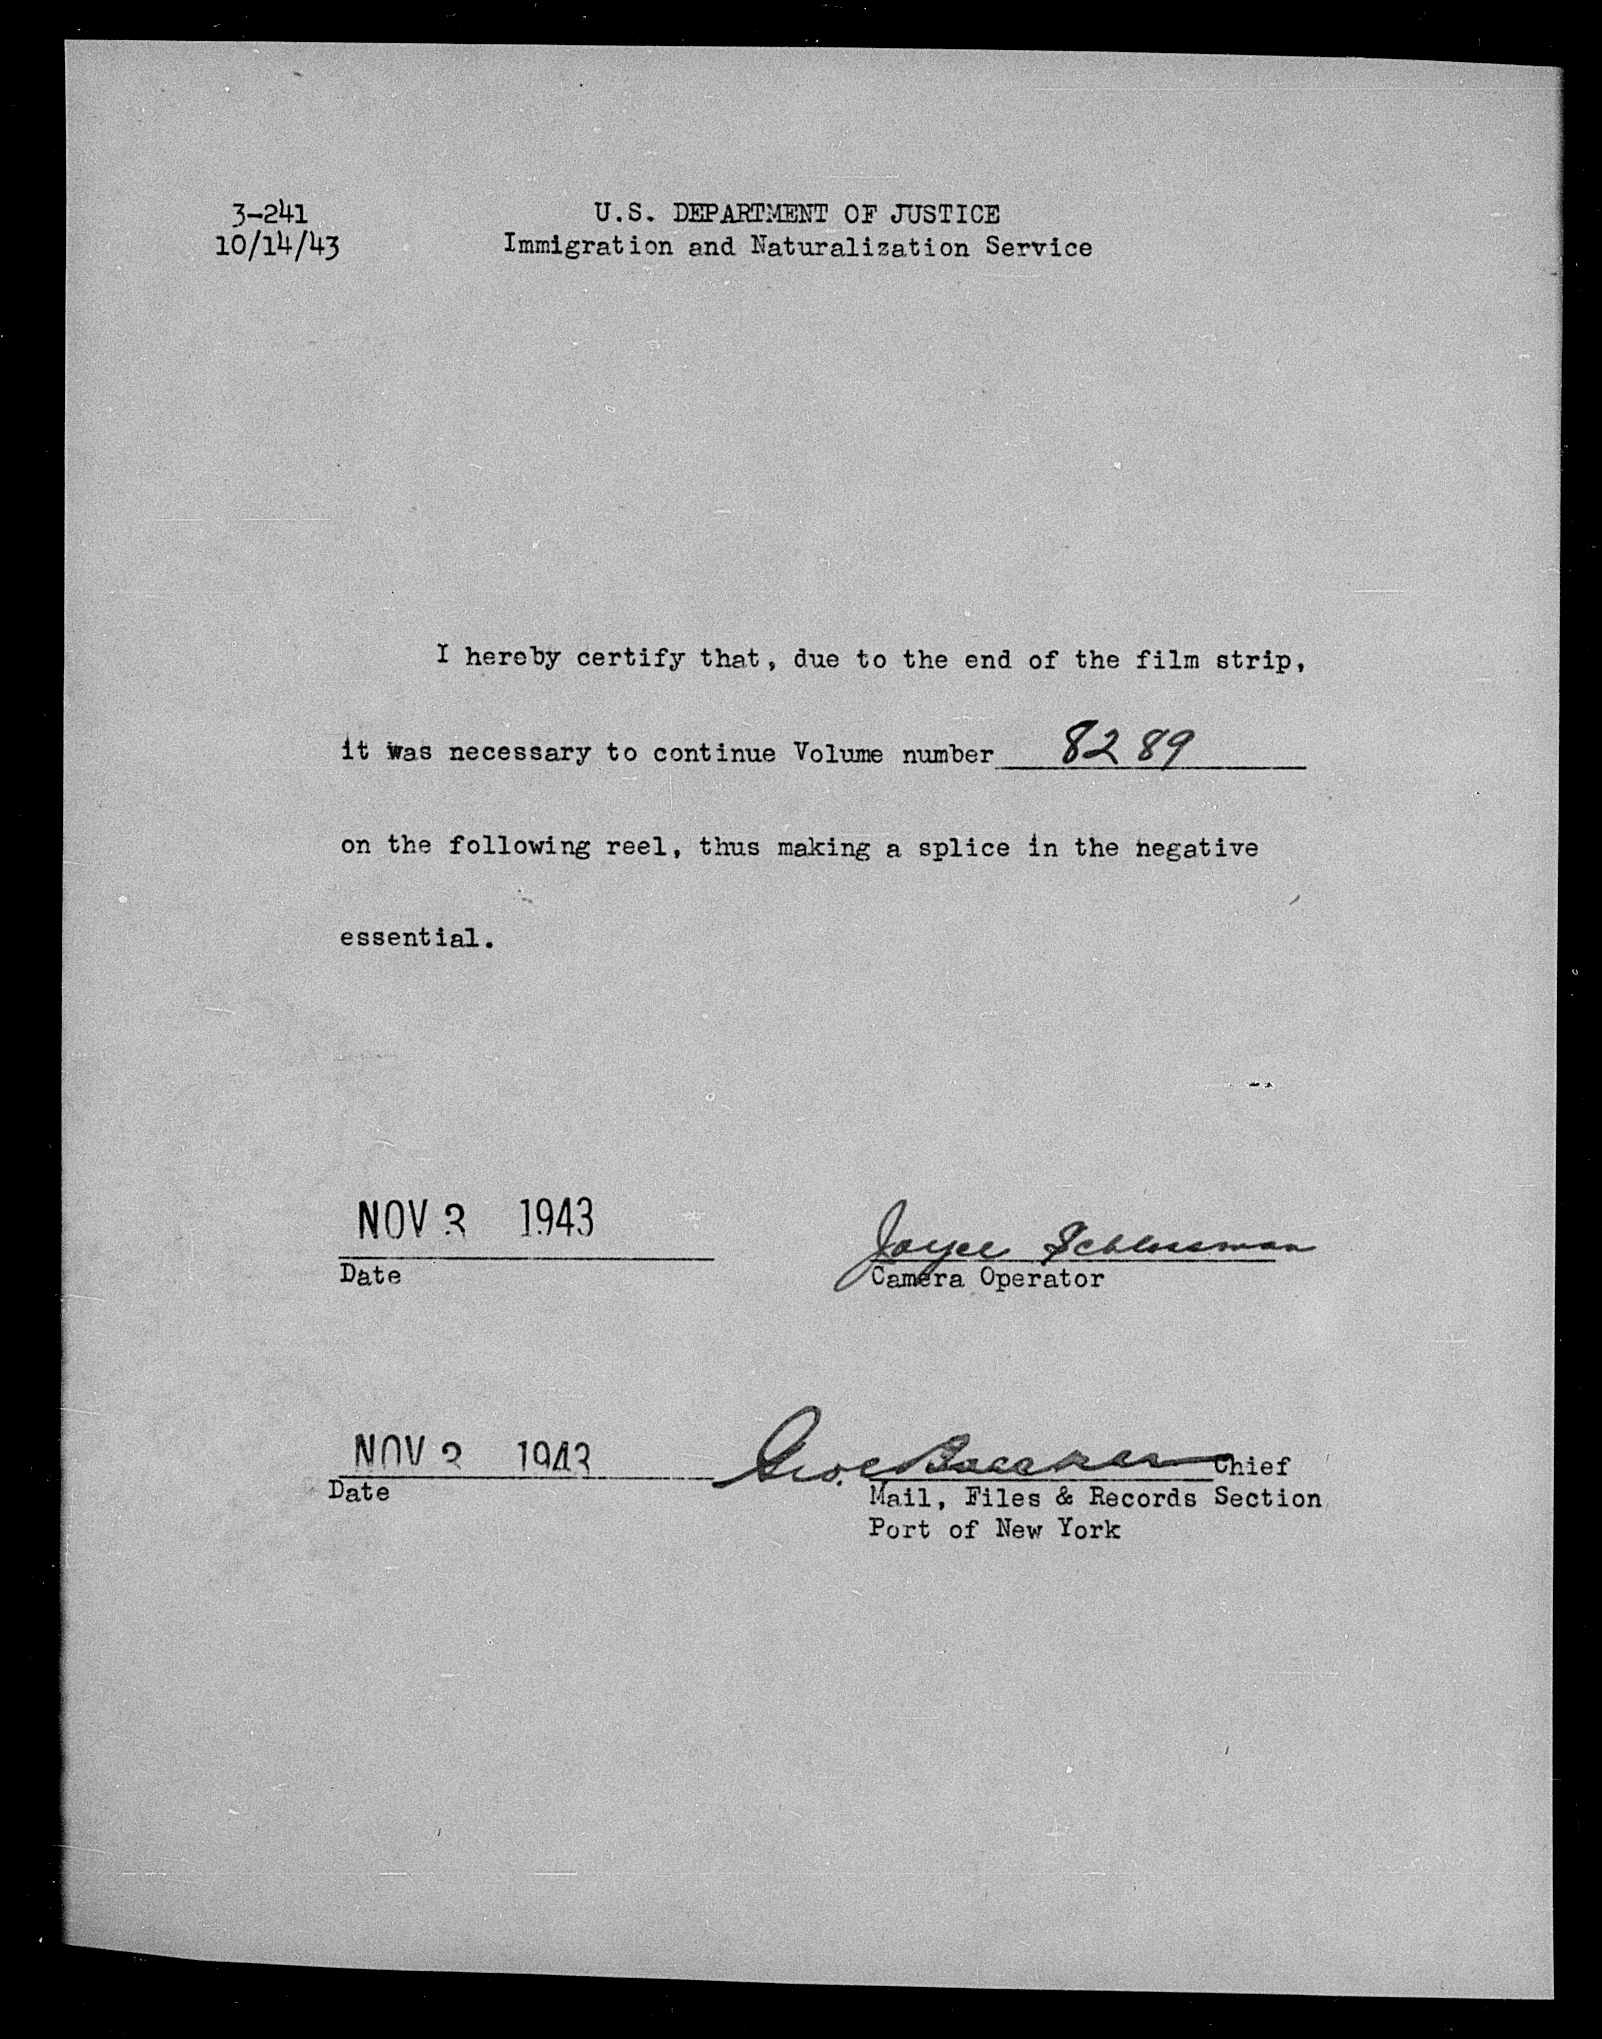 3-241
10/14/43
U.S. DEPARTMENT OF JUSTICE
Immigration and Naturalization Service
I hereby certify that, due to the end of the film strip,
it was necessary to continue Volume number 8289
on the following reel, thus making a splice in the negative
essential.
NOV 3 1943
Joyce Schlossman
Date
Camera Operator
NOV 3 1943
Geo.
Chief
Date
Mail, Files & Records Section
Port of New York